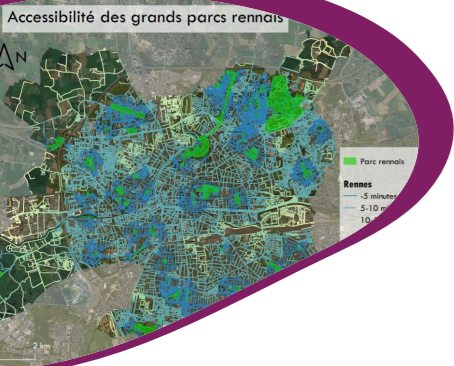 Accessibilité des grands parcs rennais
N
Parc rennais
Rennes
-5 minutes
5-10
10-
2 km